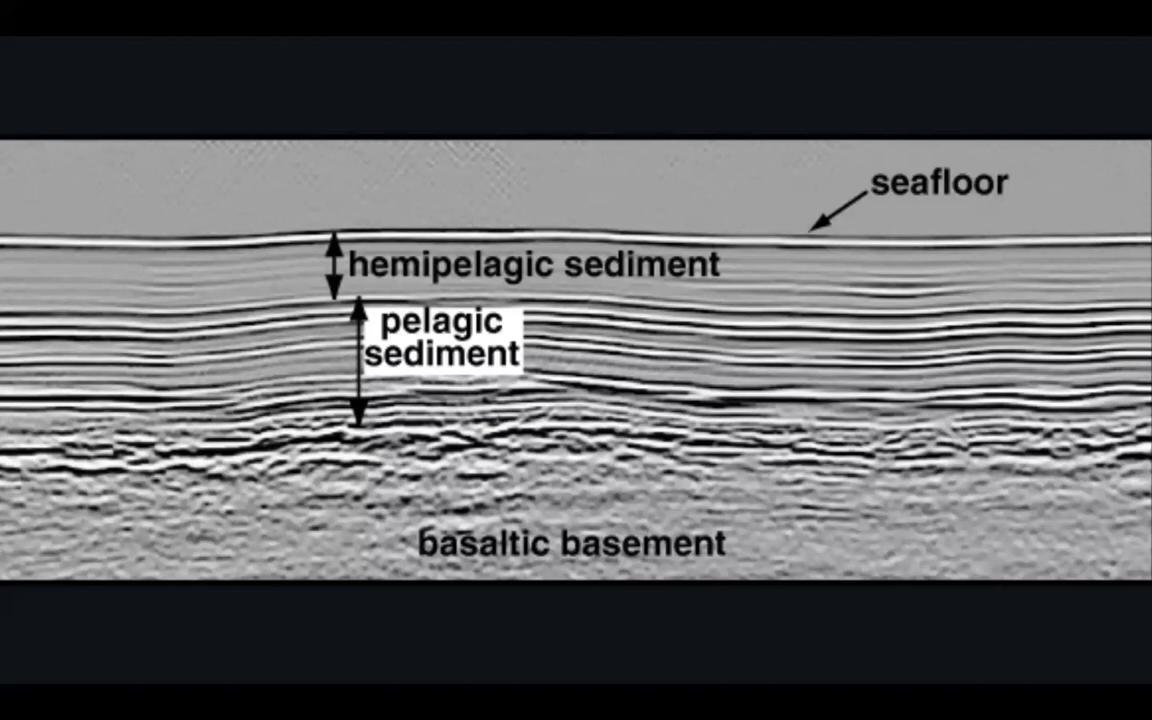 seafloor
hemipelagic sediment
pelagic
sediment
basaltic basement